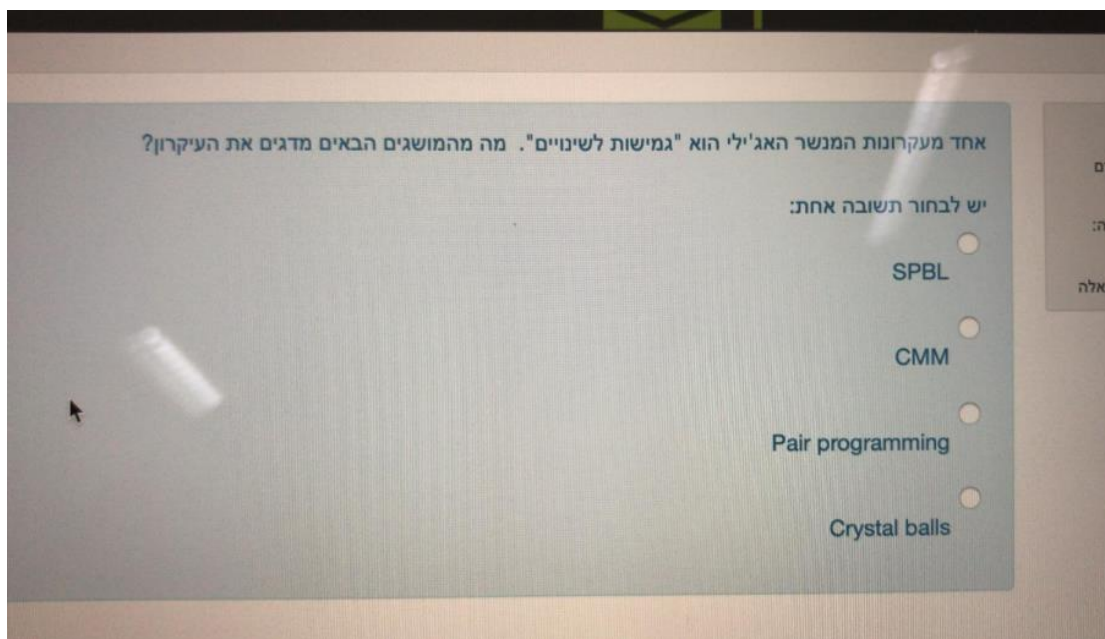 אחד מעקרונות המנשר האג'ילי הוא "גמישות לשינויים". מה מהמושגים הבאים מדגים את העיקרון?
יש לבחור תשובה אחת:
SPBL
CMM
Pair programming
Crystal balls
ם
ה:
אלה